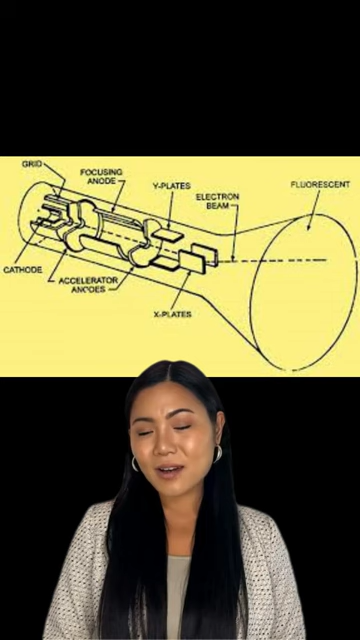 GRID
FOCUSING
ANODE
Y-PLATES
ELECTRON
BEAM
FLUORESCENT
CATHODE
ACCELERATOR
ANODES
X-PLATES